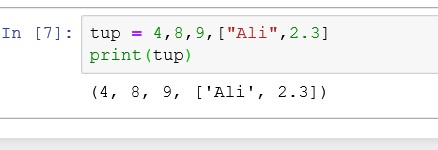 In [7]: tup = 4,8,9,["Ali",2.3]
print(tup)
(4, 8, 9, ['Ali', 2.3])